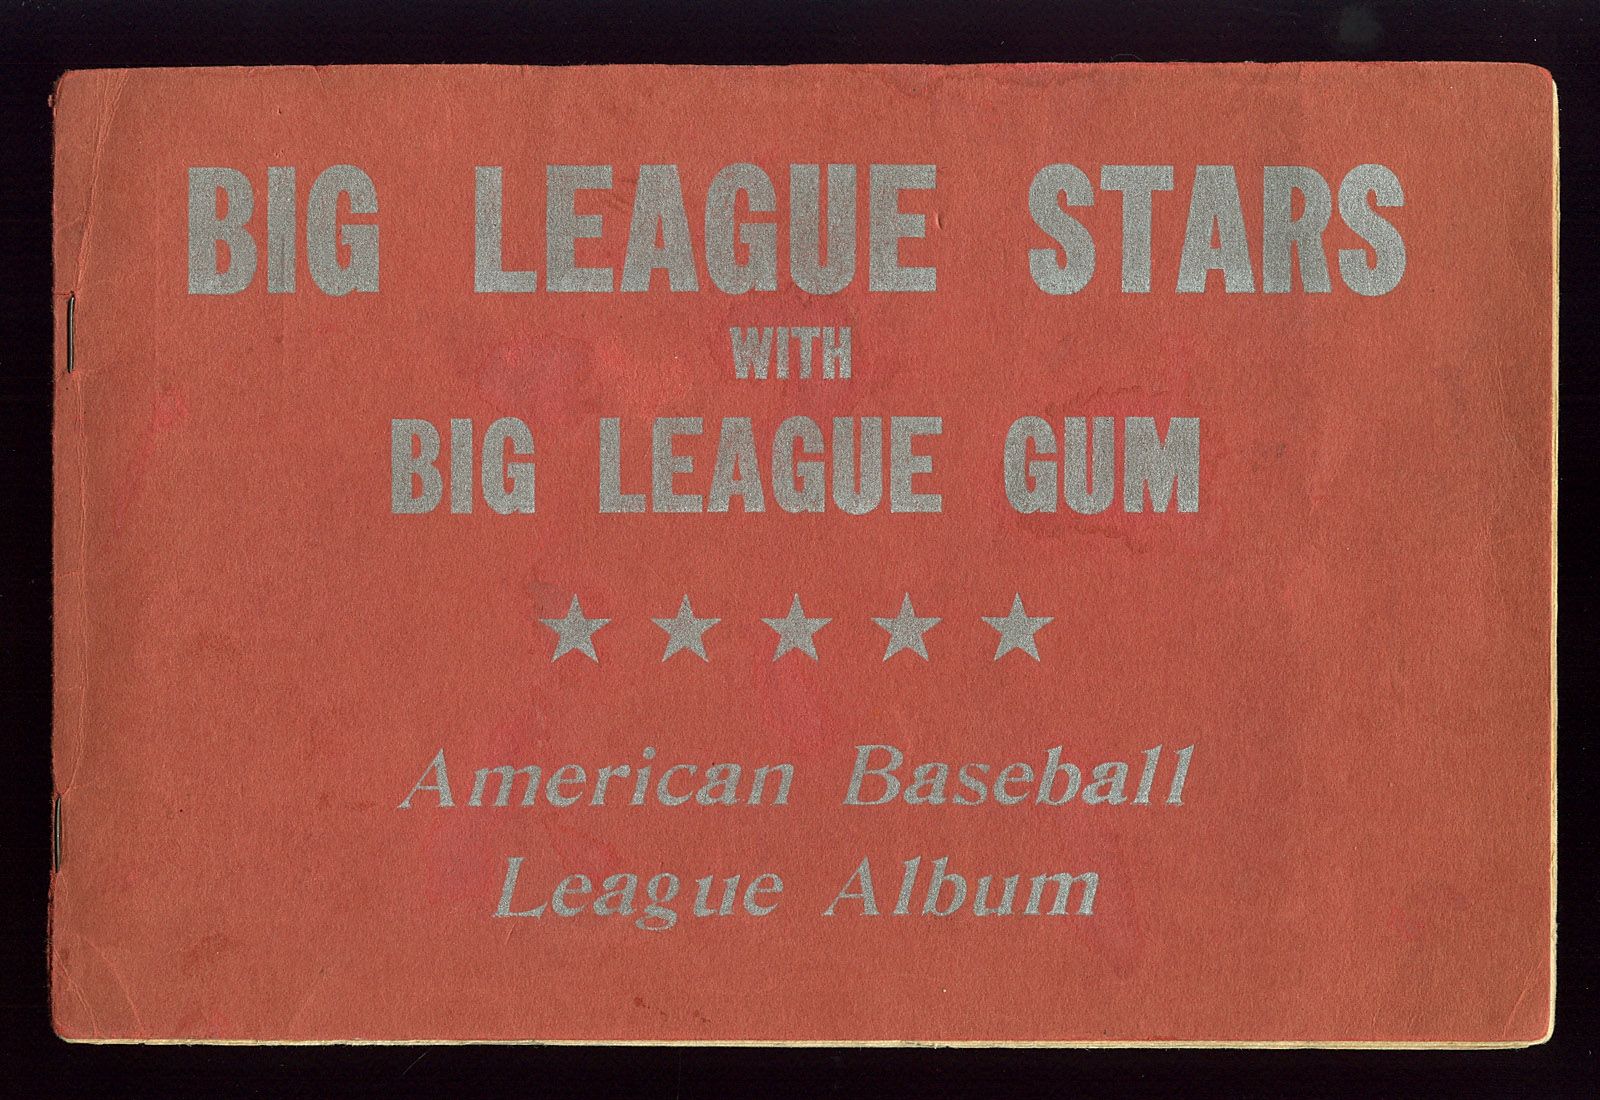 BIG LEAGUE STARS
WITH
BIG LEAGUE GUM
American Baseball
League Album